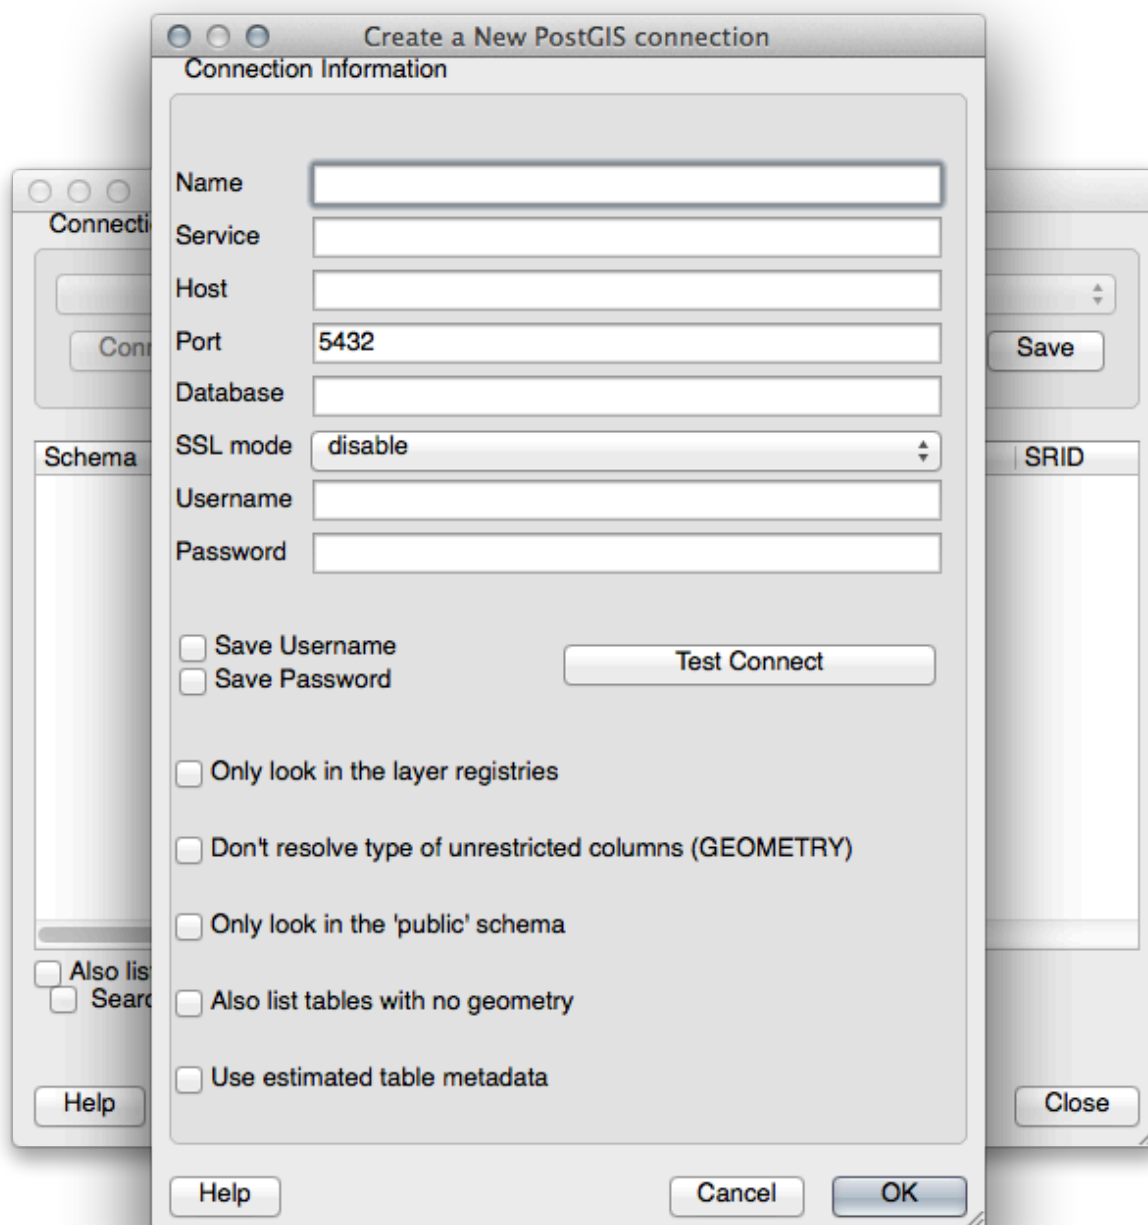 Create a New PostGIS connection
Connection Information
Name
Service
Host
Port 5432
Database
SSL mode disable
Username
Password
Save Username
Save Password
Test Connect
Only look in the layer registries
Don't resolve type of unrestricted columns (GEOMETRY)
Only look in the 'public' schema
Also list tables with no geometry
Use estimated table metadata
Help Cancel OK
Connecti
Conn
Save
Schema SRID
Also lis
Searc
Help Close